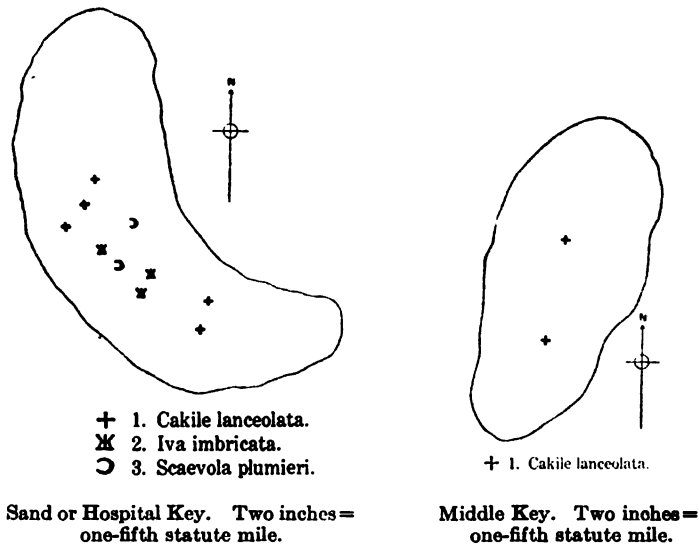 N
+ 1. Cakile lanceolata.
Ж 2. Iva imbricata.
Ɔ 3. Scaevola plumieri.
Sand or Hospital Key. Two inches=
one-fifth statute mile.
N
+ 1. Cakile lanceolata.
Middle Key. Two inches=
one-fifth statute mile.